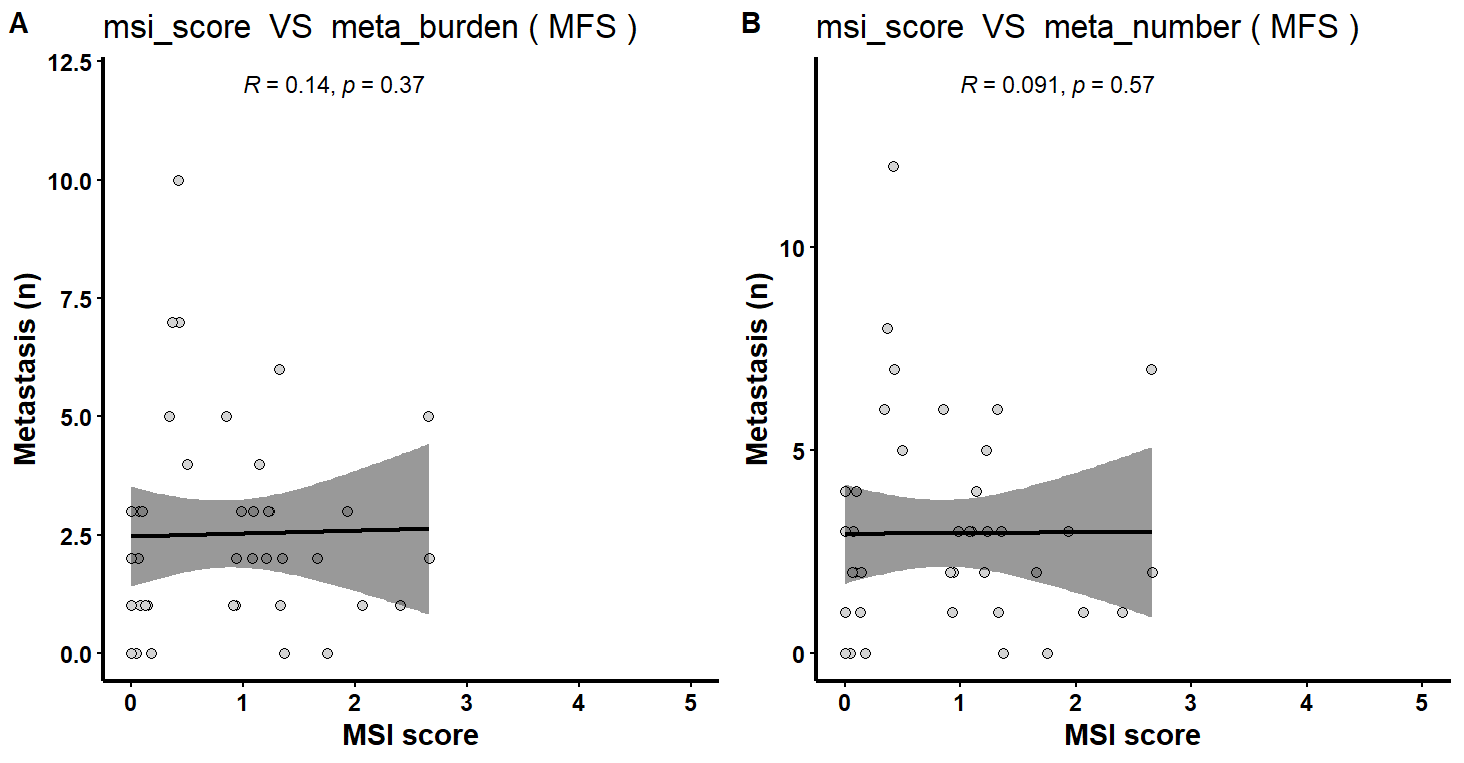 A
msi_score VS meta_burden ( MFS )
R = 0.14, p = 0.37
12.5
10.0
7.5
5.0
2.5
0.0
Metastasis (n)
0 1 2 3 4 5
MSI score
B
msi_score VS meta_number ( MFS )
R = 0.091, p = 0.57
10
5
0
Metastasis (n)
0 1 2 3 4 5
MSI score